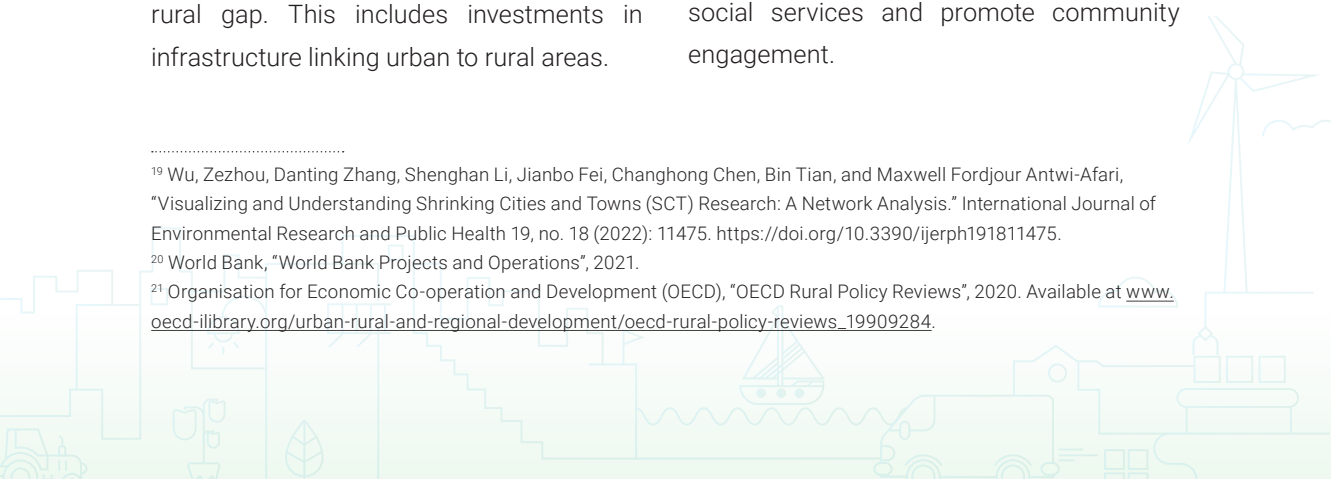 rural gap. This includes investments in
infrastructure linking urban to rural areas.
social services and promote community
engagement.
19 Wu, Zezhou, Danting Zhang, Shenghan Li, Jianbo Fei, Changhong Chen, Bin Tian, and Maxwell Fordjour Antwi-Afari,
“Visualizing and Understanding Shrinking Cities and Towns (SCT) Research: A Network Analysis.” International Journal of
Environmental Research and Public Health 19, no. 18 (2022): 11475. https://doi.org/10.3390/ijerph191811475.
20 World Bank, “World Bank Projects and Operations”, 2021.
21 Organisation for Economic Co-operation and Development (OECD), “OECD Rural Policy Reviews”, 2020. Available at www.
oecd-ilibrary.org/urban-rural-and-regional-development/oecd-rural-policy-reviews_19909284.